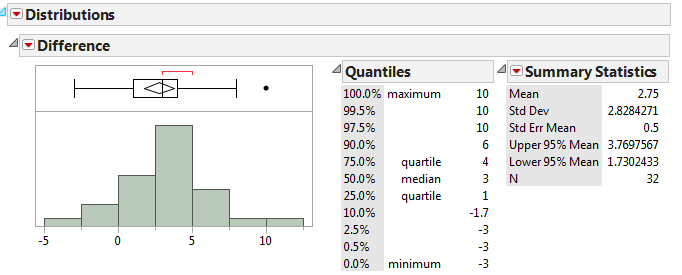 Distributions
Difference
-5 0 5 10
Quantiles
100.0% maximum 10
99.5% 10
97.5% 10
90.0% 6
75.0% quartile 4
50.0% median 3
25.0% quartile 1
10.0% -1.7
2.5% -3
0.5% -3
0.0% minimum -3
Summary Statistics
Mean 2.75
Std Dev 2.8284271
Std Err Mean 0.5
Upper 95% Mean 3.7697567
Lower 95% Mean 1.7302433
N 32